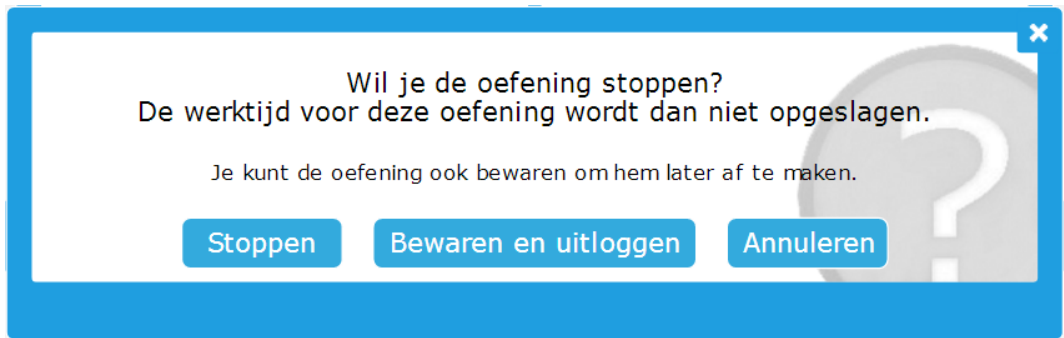 Wil je de oefening stoppen?
De werktijd voor deze oefening wordt dan niet opgeslagen.
Je kunt de oefening ook bewaren om hem later af te maken.
Stoppen Bewaren en uitloggen Annuleren